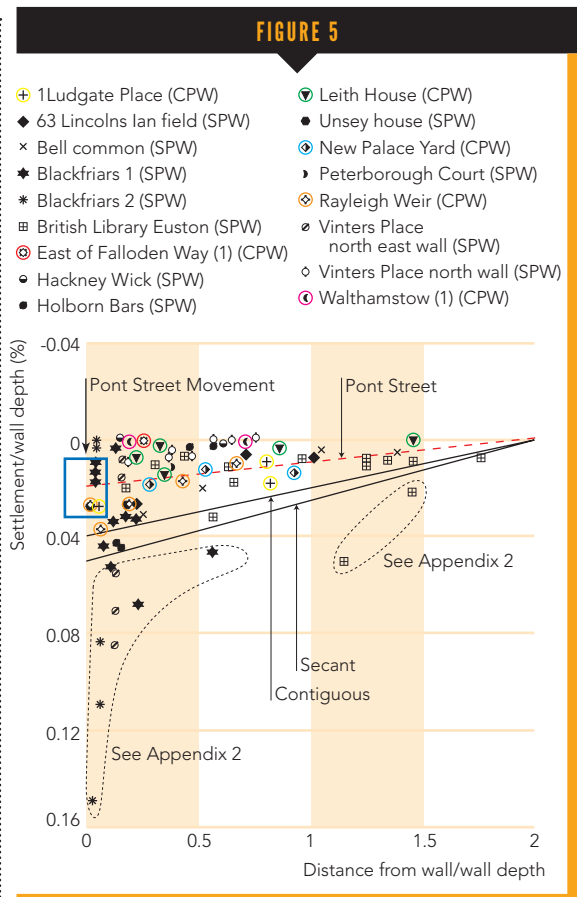 FIGURE 5
1Ludgate Place (CPW)
63 Lincolns Ian field (SPW)
Bell common (SPW)
Blackfriars 1 (SPW)
Blackfriars 2 (SPW)
British Library Euston (SPW)
East of Falloden Way (1) (CPW)
Hackney Wick (SPW)
Holborn Bars (SPW)
Leith House (CPW)
Unsey house (SPW)
New Palace Yard (CPW)
Peterborough Court (SPW)
Rayleigh Weir (CPW)
Vinters Place
north east wall (SPW)
Vinters Place north wall (SPW)
Walthamstow (1) (CPW)
Settlement/wall depth (%)
-0.04
0
0.04
0.08
0.12
0.16
Pont Street Movement
Pont Street
See Appendix 2
Secant
Contiguous
See Appendix 2
0
0.5
1
1.5
2
Distance from wall/wall depth